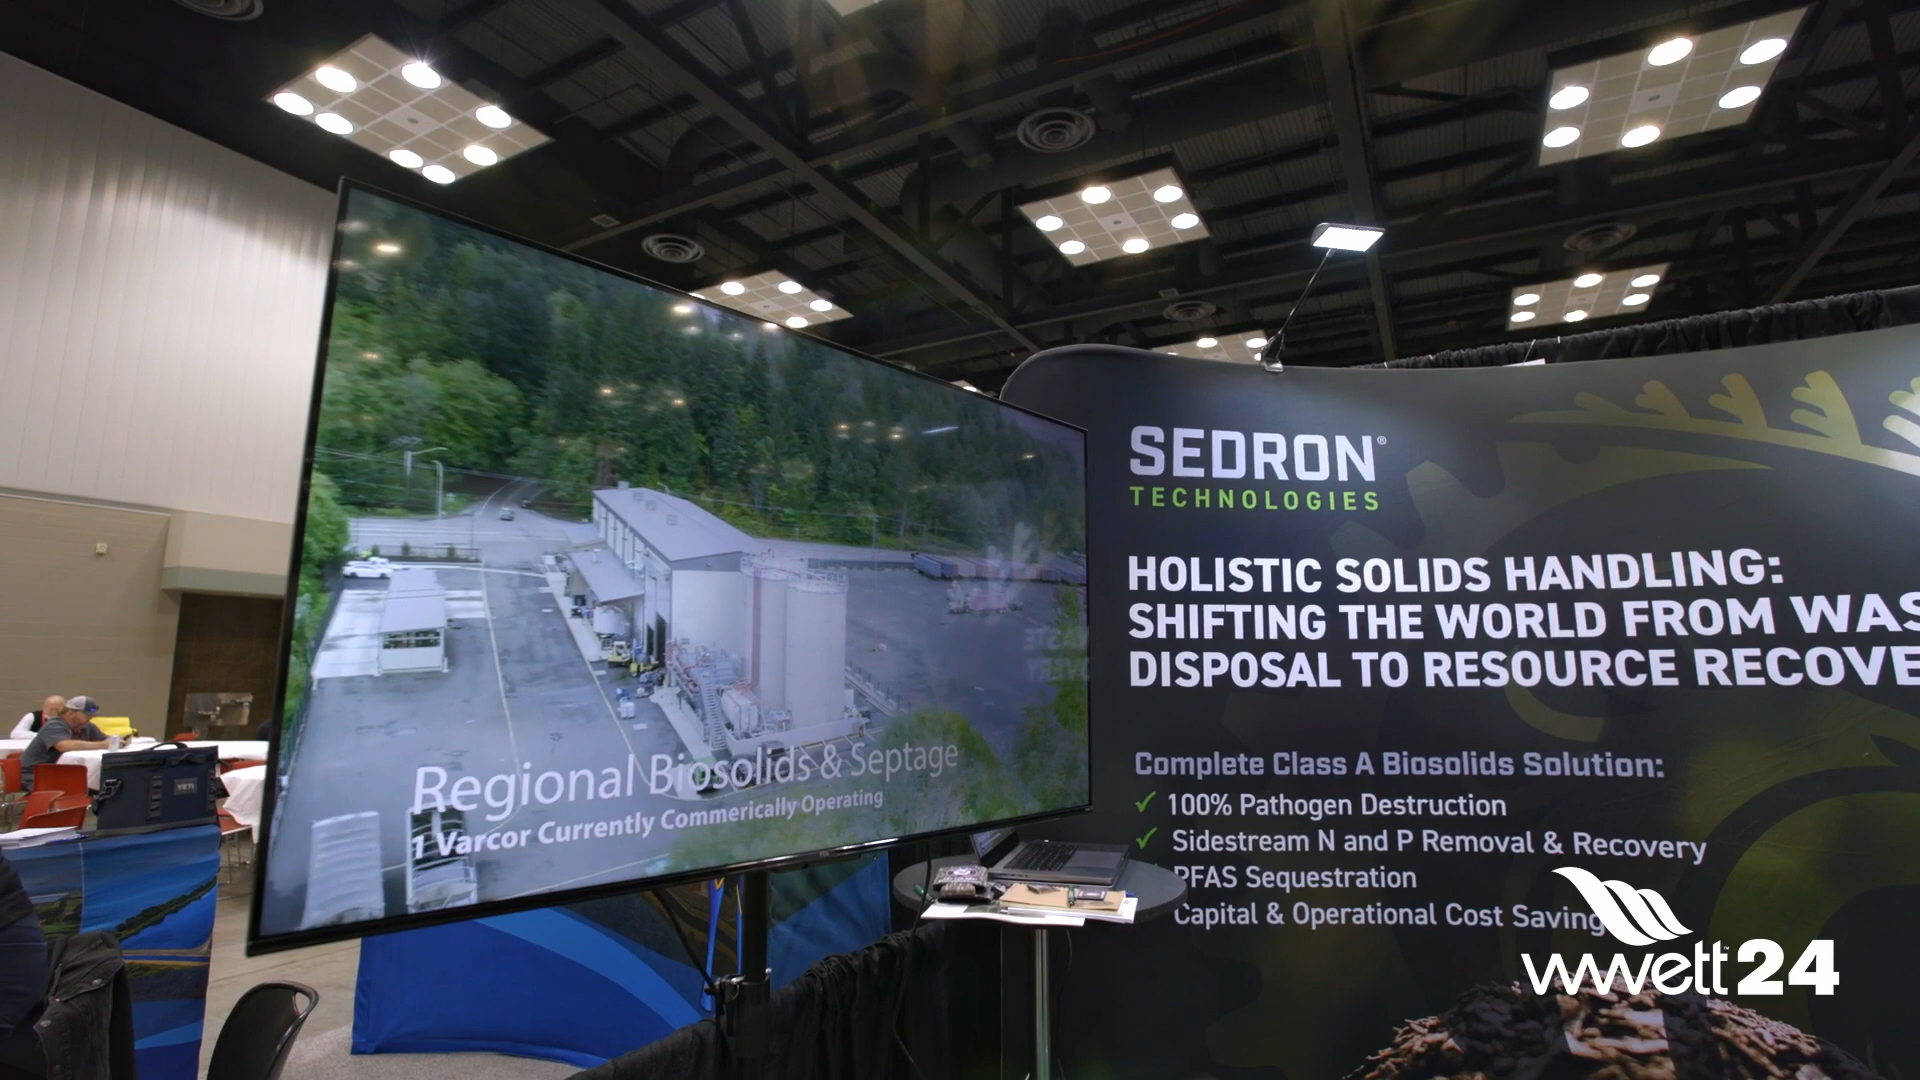 Regional Biosolids & Septage
1 Varcor Currently Commerically Operating
YETI
SEDRON®
TECHNOLOGIES
HOLISTIC SOLIDS HANDLING:
SHIFTING THE WORLD FROM WAS
DISPOSAL TO RESOURCE RECOVE
Complete Class A Biosolids Solution:
✓ 100% Pathogen Destruction
✓ Sidestream N and P Removal & Recovery
PFAS Sequestration
Capital & Operational Cost Saving
wwett™24